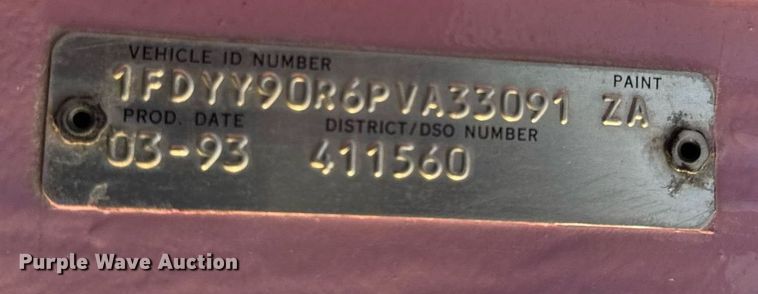 VEHICLE ID NUMBER PAINT
1FDYY90R6PVA33091 ZA
PROD. DATE DISTRICT/DSO NUMBER
03-93 411560
Purple Wave Auction